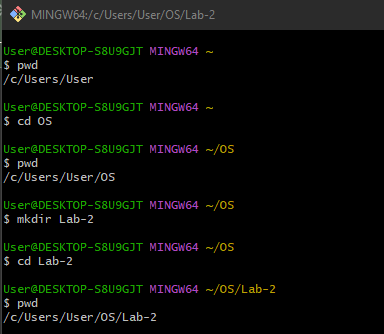 MINGW64:/c/Users/User/OS/Lab-2
User@DESKTOP-S8U9GJT MINGW64 ~
$ pwd
/c/Users/User
User@DESKTOP-S8U9GJT MINGW64 ~
$ cd OS
User@DESKTOP-S8U9GJT MINGW64 ~/OS
$ pwd
/c/Users/User/OS
User@DESKTOP-S8U9GJT MINGW64 ~/OS
$ mkdir Lab-2
User@DESKTOP-S8U9GJT MINGW64 ~/OS
$ cd Lab-2
User@DESKTOP-S8U9GJT MINGW64 ~/OS/Lab-2
$ pwd
/c/Users/User/OS/Lab-2